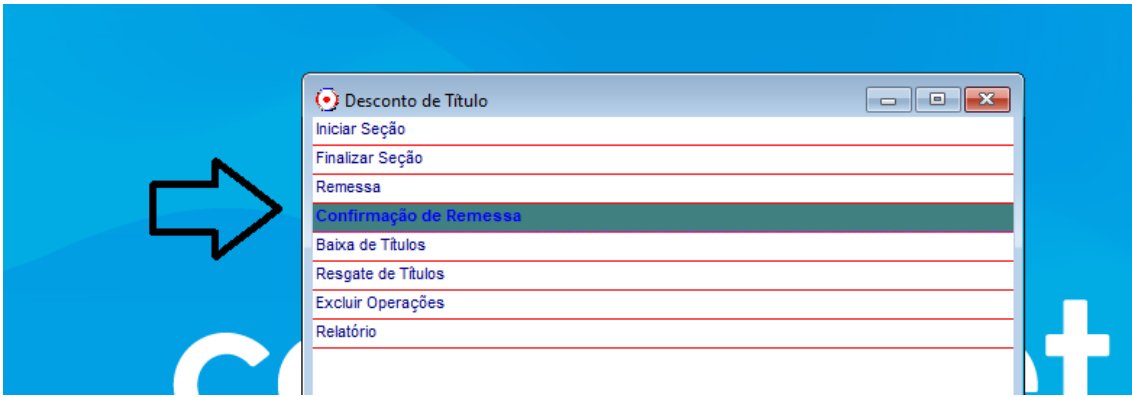 Desconto de Título
Iniciar Seção
Finalizar Seção
Remessa
Confirmação de Remessa
Baixa de Títulos
Resgate de Títulos
Excluir Operações
Relatório